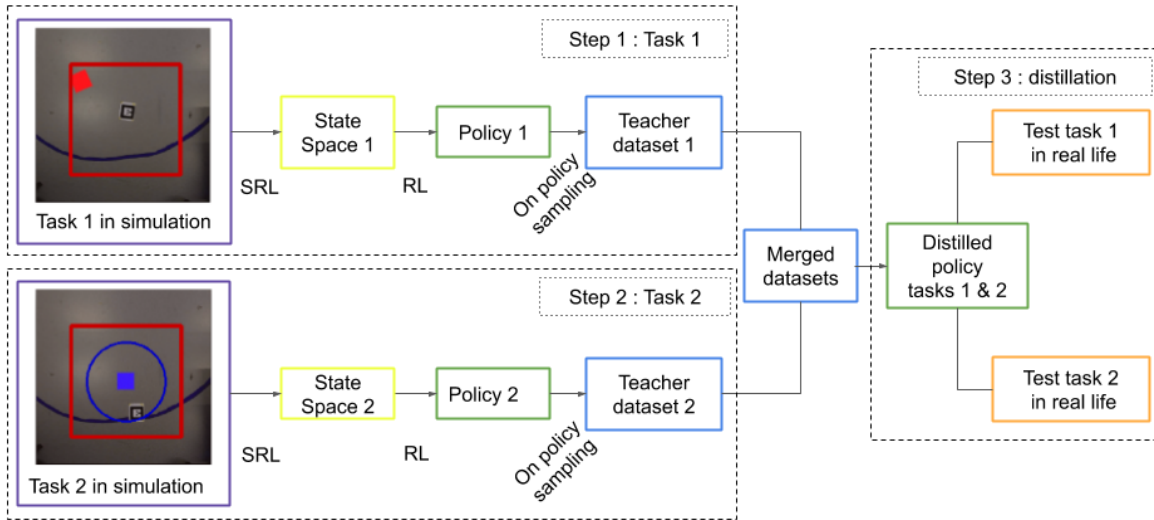 Step 1 : Task 1
Task 1 in simulation
SRL
State
Space 1
RL
Policy 1
On policy
sampling
Teacher
dataset 1
Step 2 : Task 2
Task 2 in simulation
SRL
State
Space 2
RL
Policy 2
On policy
sampling
Teacher
dataset 2
Merged
datasets
Step 3 : distillation
Distilled
policy
tasks 1 & 2
Test task 1
in real life
Test task 2
in real life